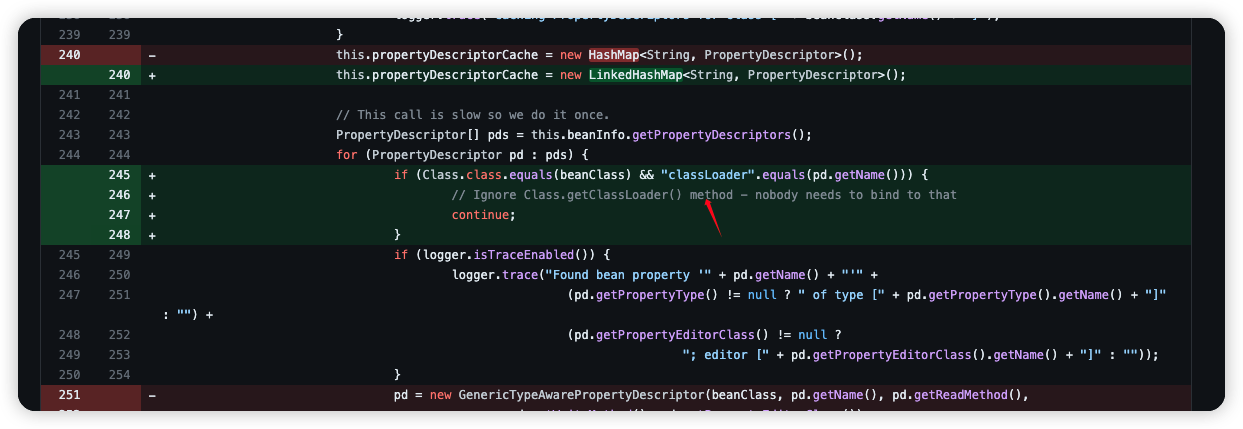 239 239 }
240 - this.propertyDescriptorCache = new HashMap<String, PropertyDescriptor>();
240 + this.propertyDescriptorCache = new LinkedHashMap<String, PropertyDescriptor>();
241 241
242 242 // This call is slow so we do it once.
243 243 PropertyDescriptor[] pds = this.beanInfo.getPropertyDescriptors();
244 244 for (PropertyDescriptor pd : pds) {
245 + if (Class.class.equals(beanClass) && "classLoader".equals(pd.getName())) {
246 + // Ignore Class.getClassLoader() method - nobody needs to bind to that
247 + continue;
248 + }
245 249 if (logger.isTraceEnabled()) {
246 250 logger.trace("Found bean property '" + pd.getName() + "'" +
247 251 (pd.getPropertyType() != null ? " of type [" + pd.getPropertyType().getName() + "]"
: "") +
248 252 (pd.getPropertyEditorClass() != null ?
249 253 "; editor [" + pd.getPropertyEditorClass().getName() + "]" : ""));
250 254 }
251 - pd = new GenericTypeAwarePropertyDescriptor(beanClass, pd.getName(), pd.getReadMethod(),